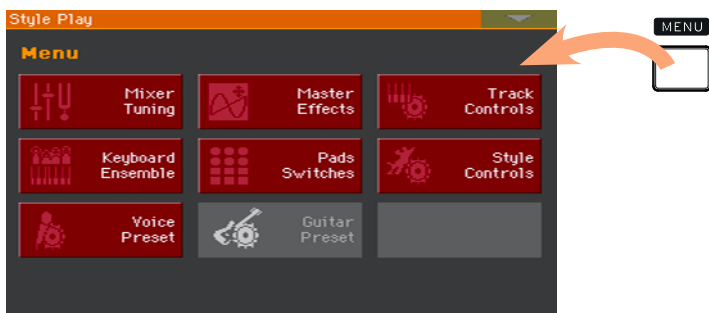 Style Play
MENU
Menu
Mixer
Tuning
Master
Effects
Track
Controls
Keyboard
Ensemble
Pads
Switches
Style
Controls
Voice
Preset
Guitar
Preset